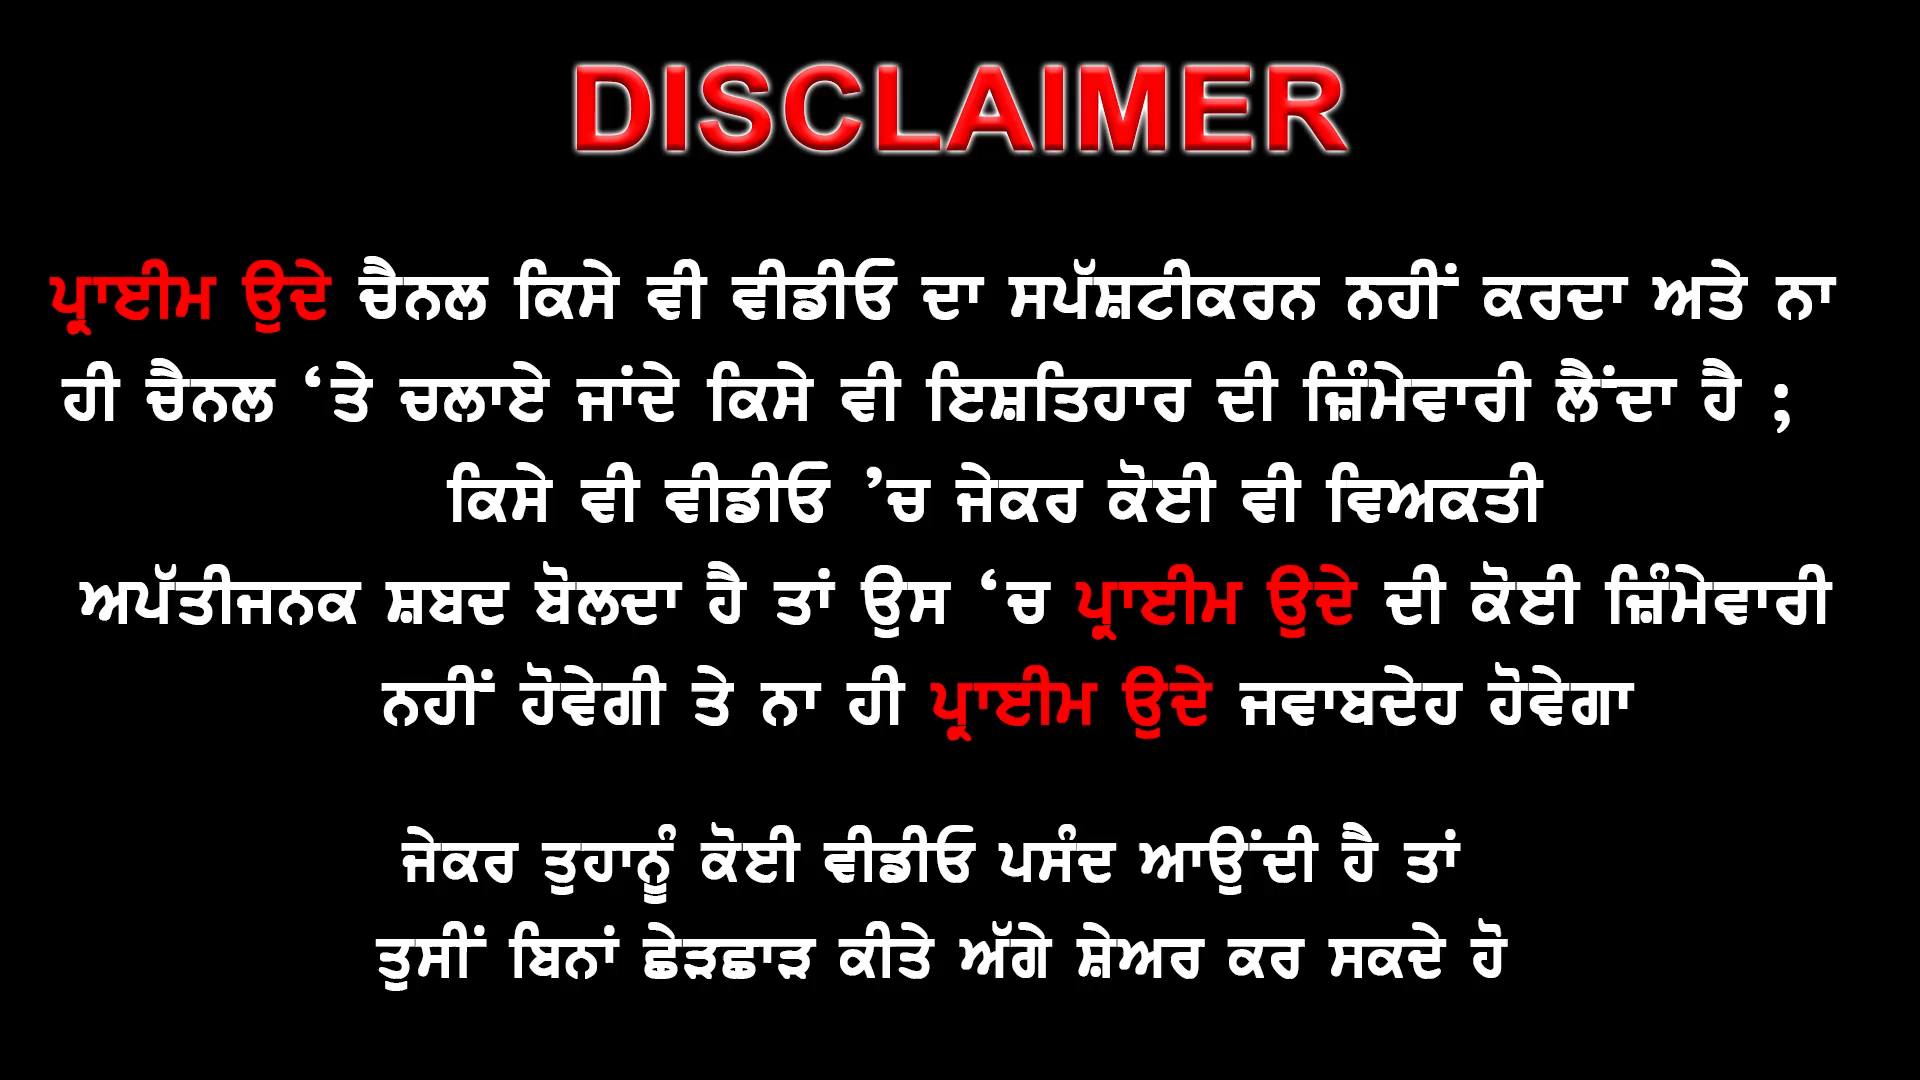 DISCLAIMER
ਪ੍ਰਾਈਮ ਉਦੇ ਚੈਨਲ ਕਿਸੇ ਵੀ ਵੀਡੀਓ ਦਾ ਸਪੱਸ਼ਟੀਕਰਨ ਨਹੀਂ ਕਰਦਾ ਅਤੇ ਨਾ
ਹੀ ਚੈਨਲ ‘ਤੇ ਚਲਾਏ ਜਾਂਦੇ ਕਿਸੇ ਵੀ ਇਸ਼ਤਿਹਾਰ ਦੀ ਜ਼ਿੰਮੇਵਾਰੀ ਲੈਂਦਾ ਹੈ ;
ਕਿਸੇ ਵੀ ਵੀਡੀਓ ’ਚ ਜੇਕਰ ਕੋਈ ਵੀ ਵਿਅਕਤੀ
ਅਪੱਤੀਜਨਕ ਸ਼ਬਦ ਬੋਲਦਾ ਹੈ ਤਾਂ ਉਸ ‘ਚ ਪ੍ਰਾਈਮ ਉਦੇ ਦੀ ਕੋਈ ਜ਼ਿੰਮੇਵਾਰੀ
ਨਹੀਂ ਹੋਵੇਗੀ ਤੇ ਨਾ ਹੀ ਪ੍ਰਾਈਮ ਉਦੇ ਜਵਾਬਦੇਹ ਹੋਵੇਗਾ
ਜੇਕਰ ਤੁਹਾਨੂੰ ਕੋਈ ਵੀਡੀਓ ਪਸੰਦ ਆਉਂਦੀ ਹੈ ਤਾਂ
ਤੁਸੀਂ ਬਿਨਾਂ ਛੇੜਛਾੜ ਕੀਤੇ ਅੱਗੇ ਸ਼ੇਅਰ ਕਰ ਸਕਦੇ ਹੋ